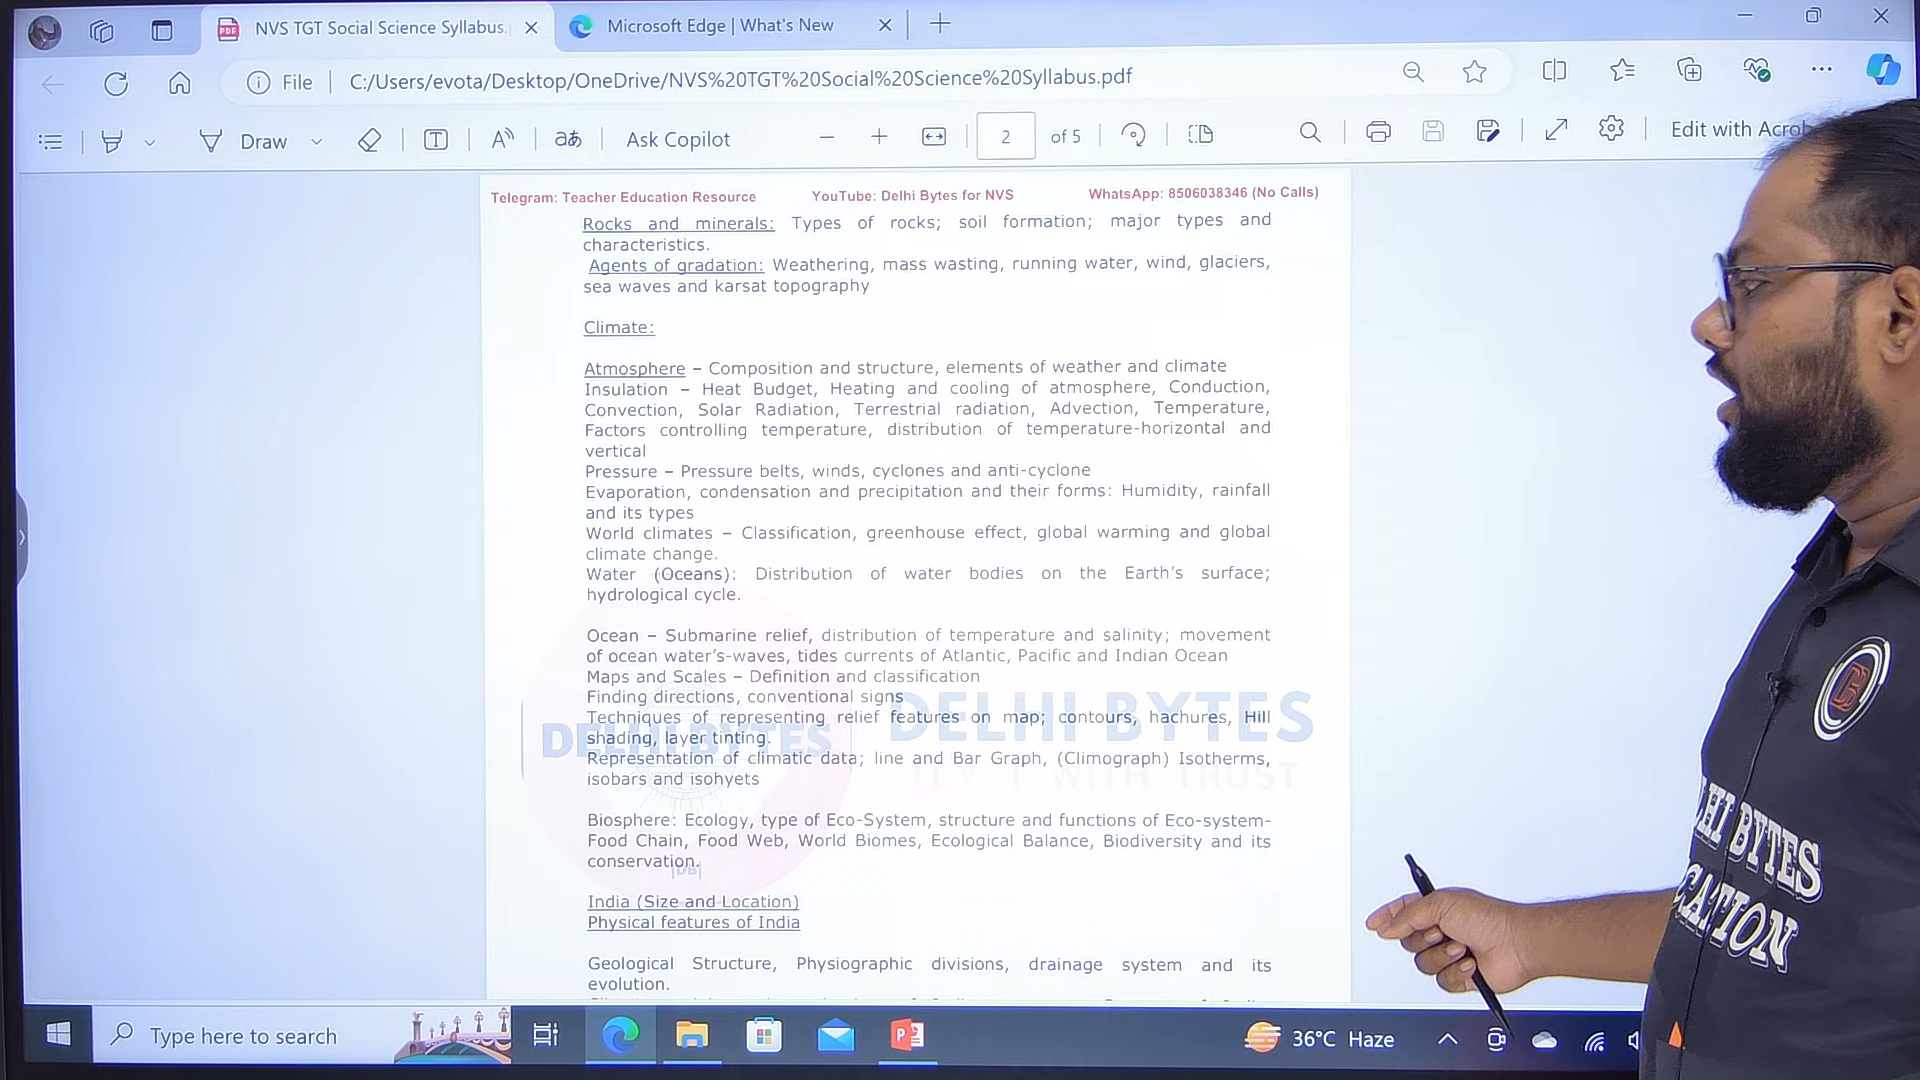 NVS TGT Social Science Syllabus.
Microsoft Edge | What's New
File
C:/Users/evota/Desktop/OneDrive/NVS%20TGT%20Social%20Science%20Syllabus.pdf
Draw
Ask Copilot
2 of 5
Edit with Acrob
Telegram: Teacher Education Resource YouTube: Delhi Bytes for NVS WhatsApp: 8506038346 (No Calls)
Rocks and minerals: Types of rocks; soil formation; major types and
characteristics.
Agents of gradation: Weathering, mass wasting, running water, wind, glaciers,
sea waves and karsat topography
Climate:
Atmosphere – Composition and structure, elements of weather and climate
Insulation – Heat Budget, Heating and cooling of atmosphere, Conduction,
Convection, Solar Radiation, Terrestrial radiation, Advection, Temperature,
Factors controlling temperature, distribution of temperature-horizontal and
vertical
Pressure – Pressure belts, winds, cyclones and anti-cyclone
Evaporation, condensation and precipitation and their forms: Humidity, rainfall
and its types
World climates – Classification, greenhouse effect, global warming and global
climate change.
Water (Oceans): Distribution of water bodies on the Earth's surface;
hydrological cycle.
Ocean – Submarine relief, distribution of temperature and salinity; movement
of ocean water's-waves, tides currents of Atlantic, Pacific and Indian Ocean
Maps and Scales – Definition and classification
Finding directions, conventional signs
Techniques of representing relief features on map; contours, hachures, Hill
shading, layer tinting.
Representation of climatic data; line and Bar Graph, (Climograph) Isotherms,
isobars and isohyets
DELHI BYTES
DELHI BYTES
WITH TRUST
Biosphere: Ecology, type of Eco-System, structure and functions of Eco-system-
Food Chain, Food Web, World Biomes, Ecological Balance, Biodiversity and its
conservation.
|DB|
India (Size and Location)
Physical features of India
Geological Structure, Physiographic divisions, drainage system and its
evolution.
Type here to search
36°C Haze
HI BYTES
CATION